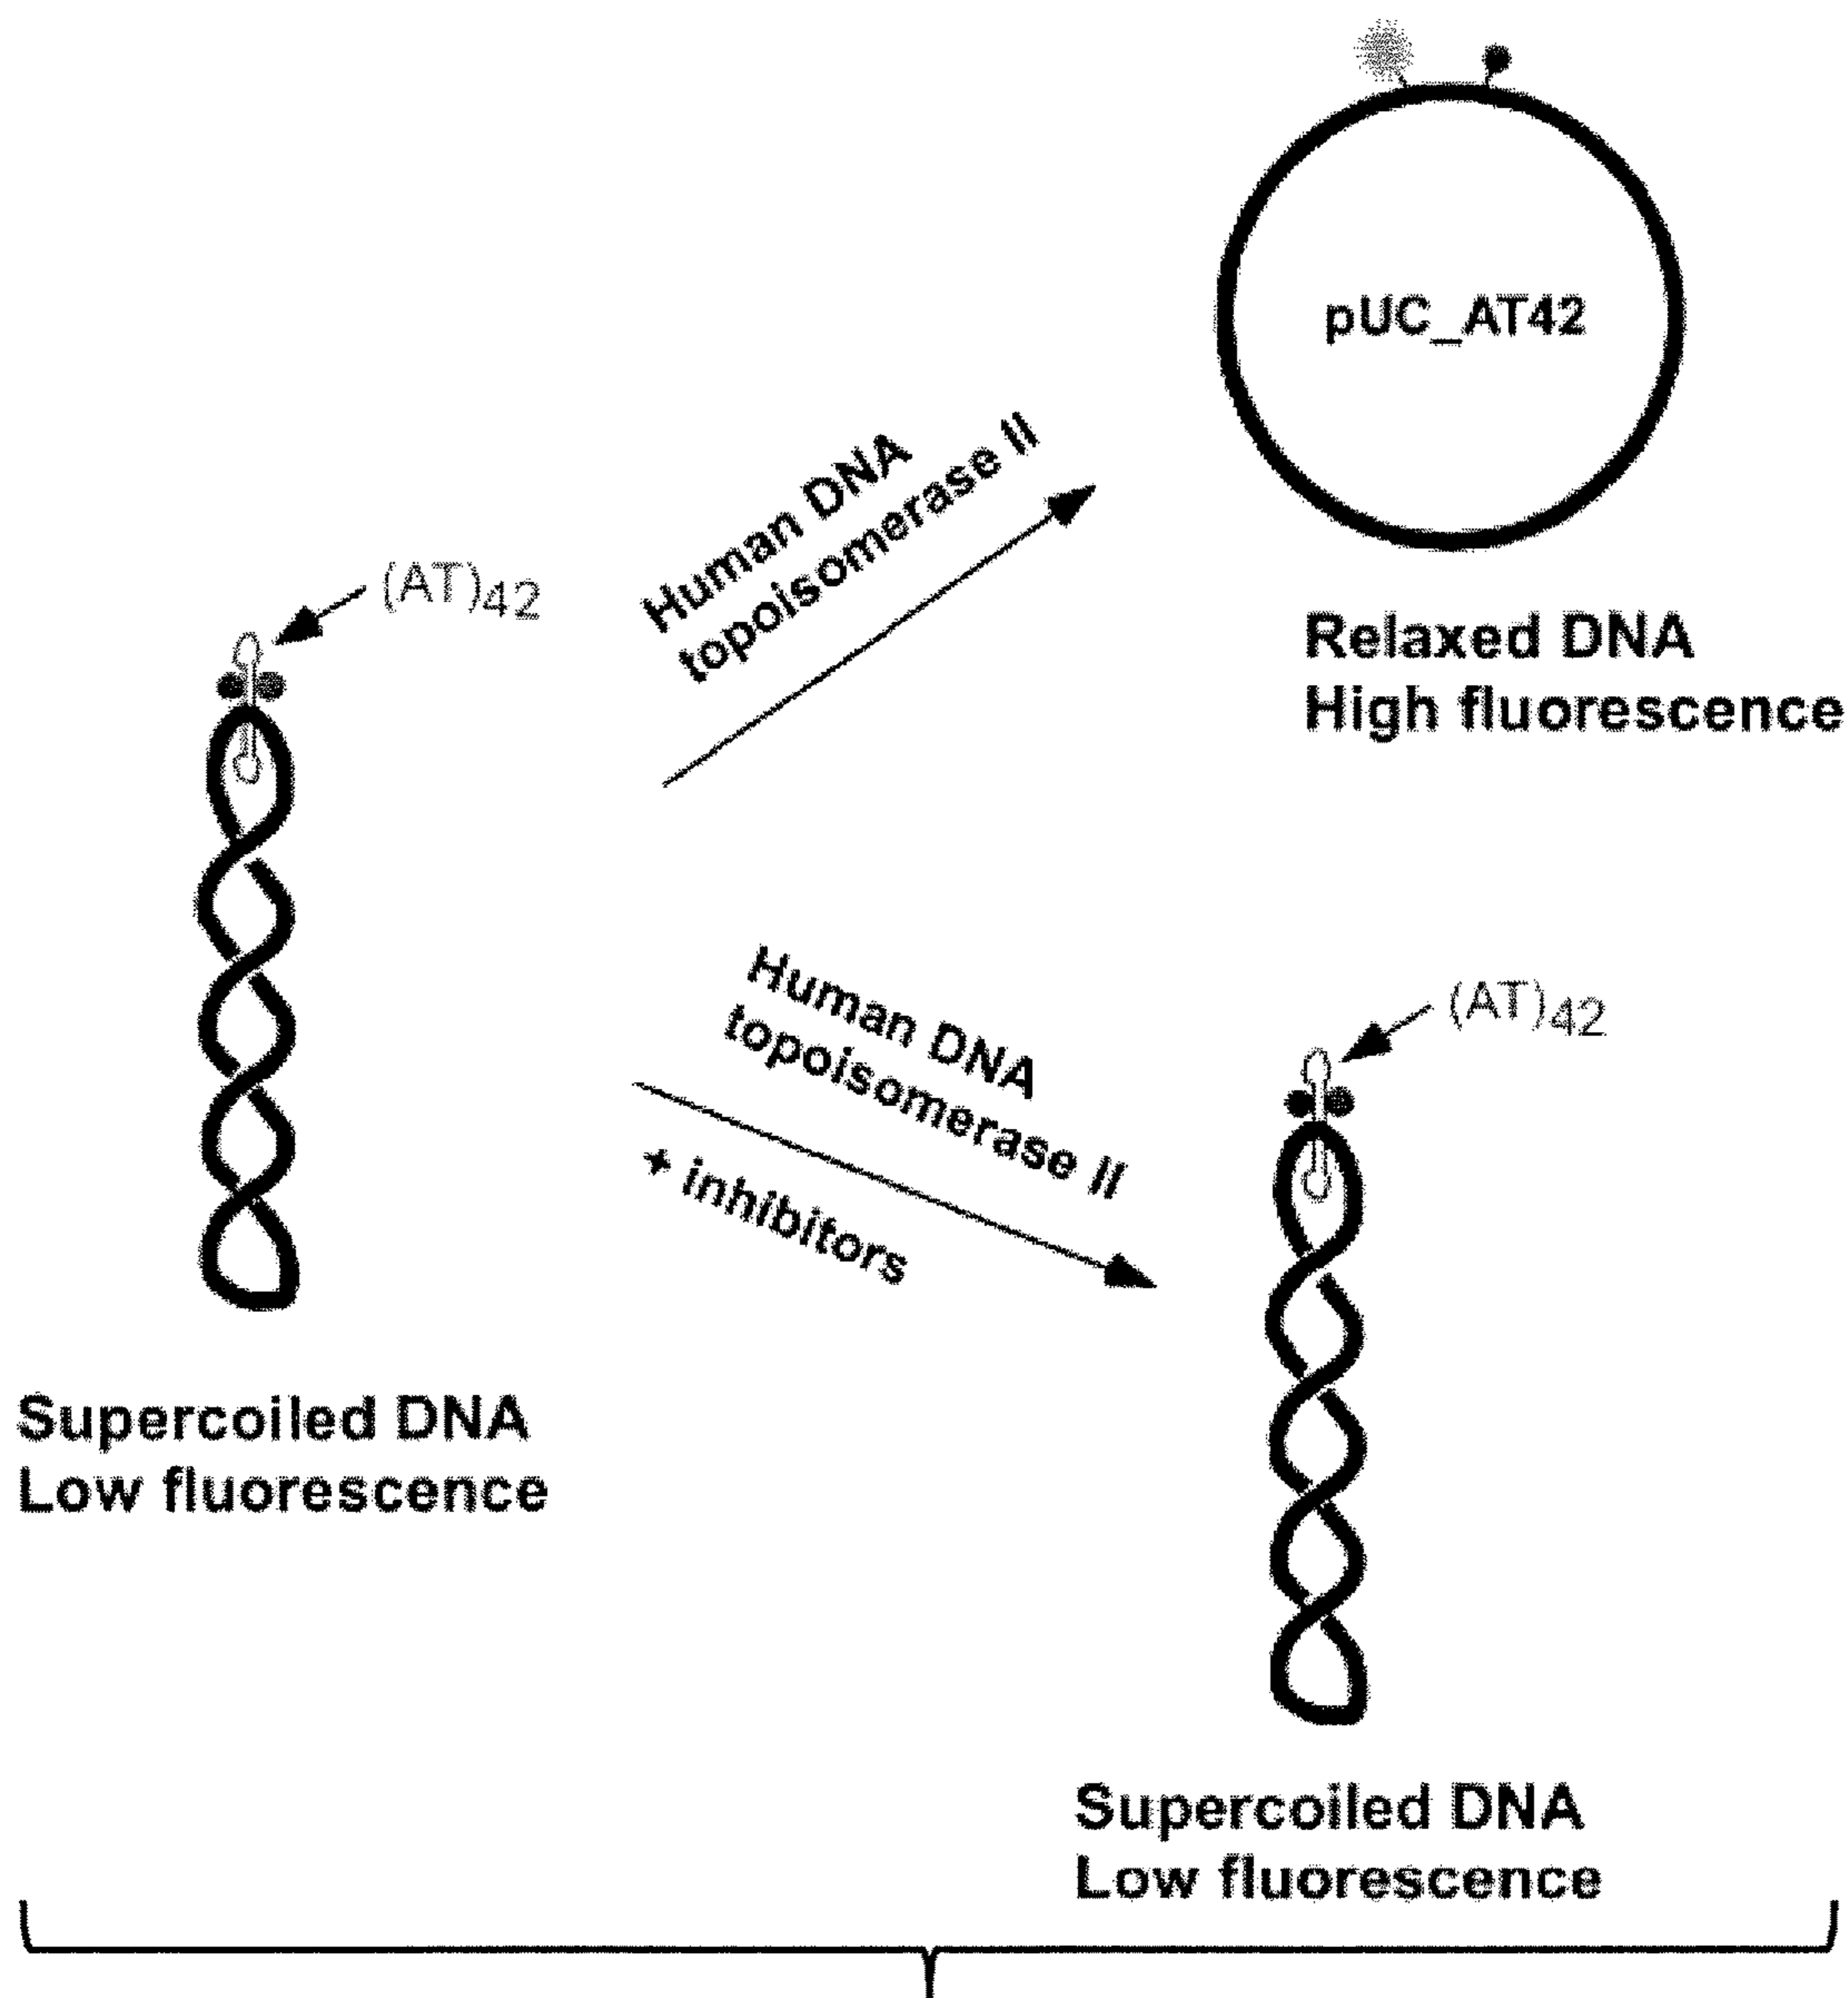 pUC_AT42
Relaxed DNA
High fluorescence
Human DNA
topoisomerase II
(AT)42
Supercoiled DNA
Low fluorescence
Human DNA
topoisomerase II
+ inhibitors
(AT)42
Supercoiled DNA
Low fluorescence